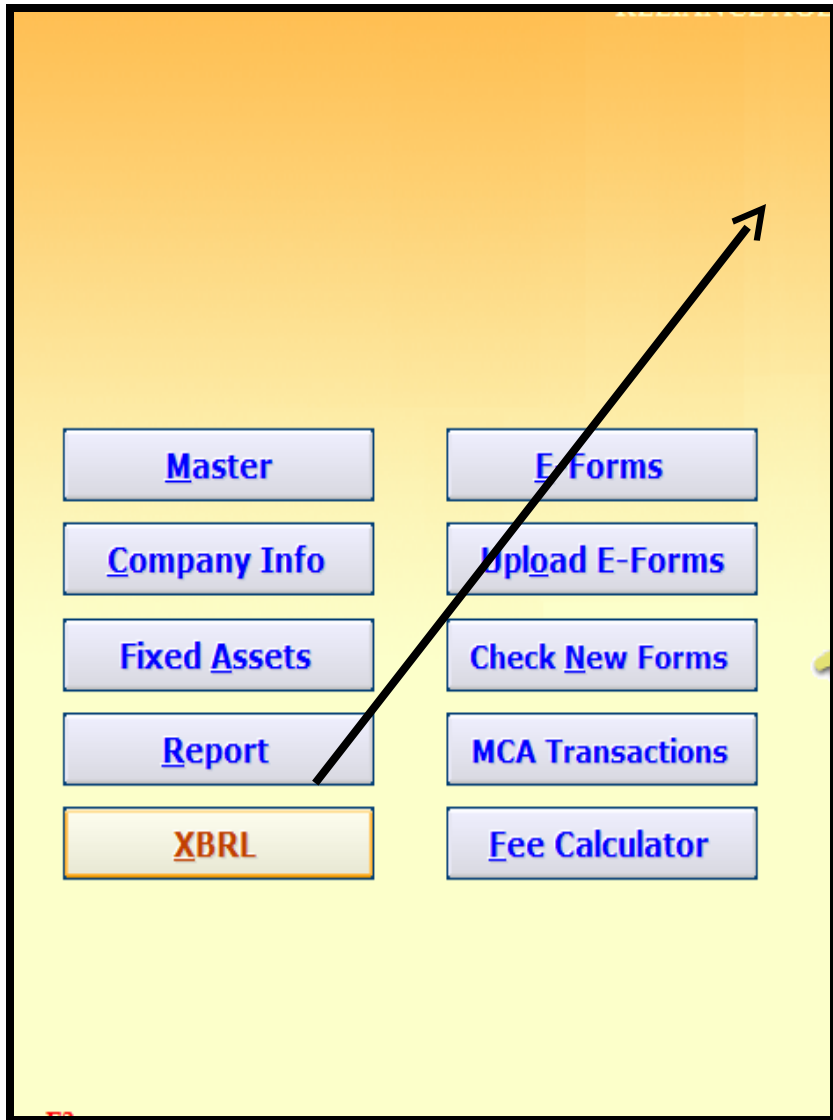 Master
E-Forms
Company Info
Upload E-Forms
Fixed Assets
Check New Forms
Report
MCA Transactions
XBRL
Fee Calculator